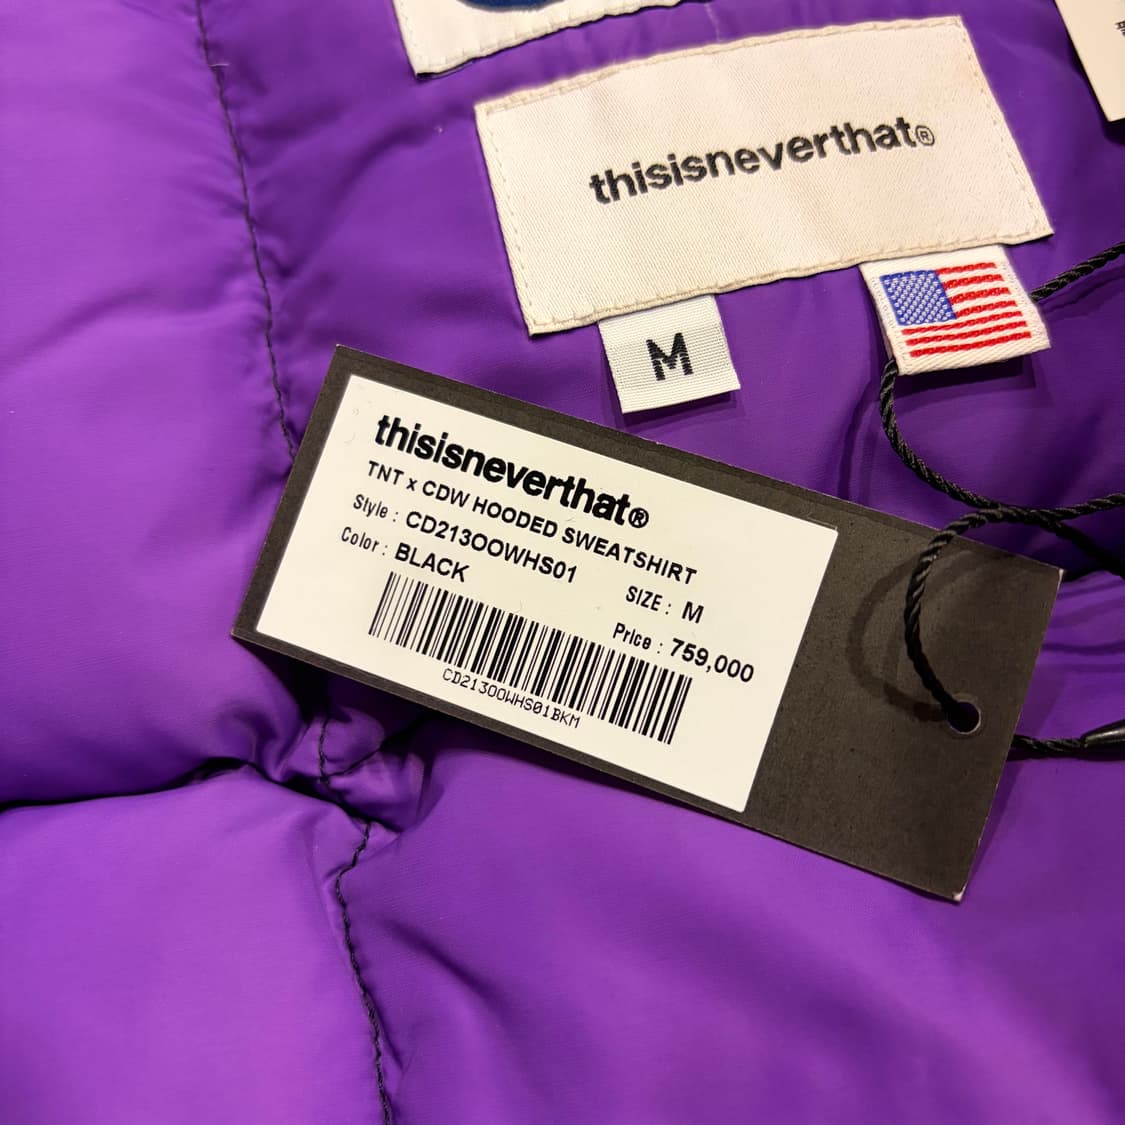 thisisneverthat®
M
thisisneverthat®
TNT x CDW HOODED SWEATSHIRT
Style : CD213OOWHS01
Color : BLACK
SIZE : M
Price : 759,000
CD213OOWHS01BKM